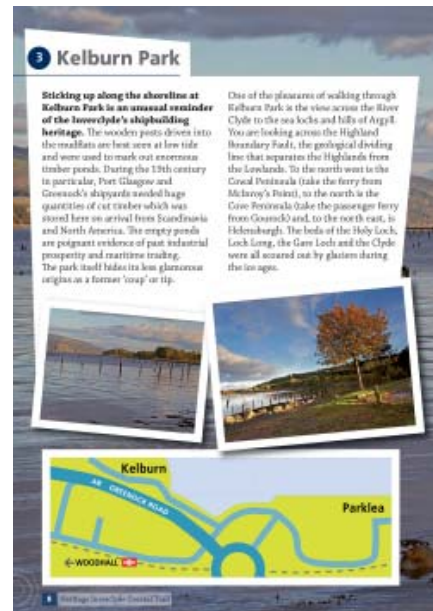 3 Kelburn Park
Sticking up along the shoreline at
Kelburn Park is an unusual reminder
of the Inverclyde's shipbuilding
heritage. The wooden posts driven into
the mudflats are best seen at low tide
and were used to mark out enormous
timber ponds. During the 19th century
in particular, Port Glasgow and
Greenock's shipyards needed huge
quantities of cut timber which was
stored here on arrival from Scandinavia
and North America. The empty ponds
are poignant evidence of past industrial
prosperity and maritime trading.
The park itself hides its less glamorous
origins as a former 'coup' or tip.
One of the pleasures of walking through
Kelburn Park is the view across the River
Clyde to the sea lochs and hills of Argyll.
You are looking across the Highland
Boundary Fault, the geological dividing
line that separates the Highlands from
the Lowlands. To the north west is the
Cowal Peninsula (take the ferry from
McInroy's Point), to the north is the
Cove Peninsula (take the passenger ferry
from Gourock) and, to the north east, is
Helensburgh. The beds of the Holy Loch,
Loch Long, the Gare Loch and the Clyde
were all scoured out by glaciers during
the ice ages.
Kelburn
A8 GREENOCK ROAD
Parklea
←WOODHALL
8 Heritage Inverclyde Coastal Trail